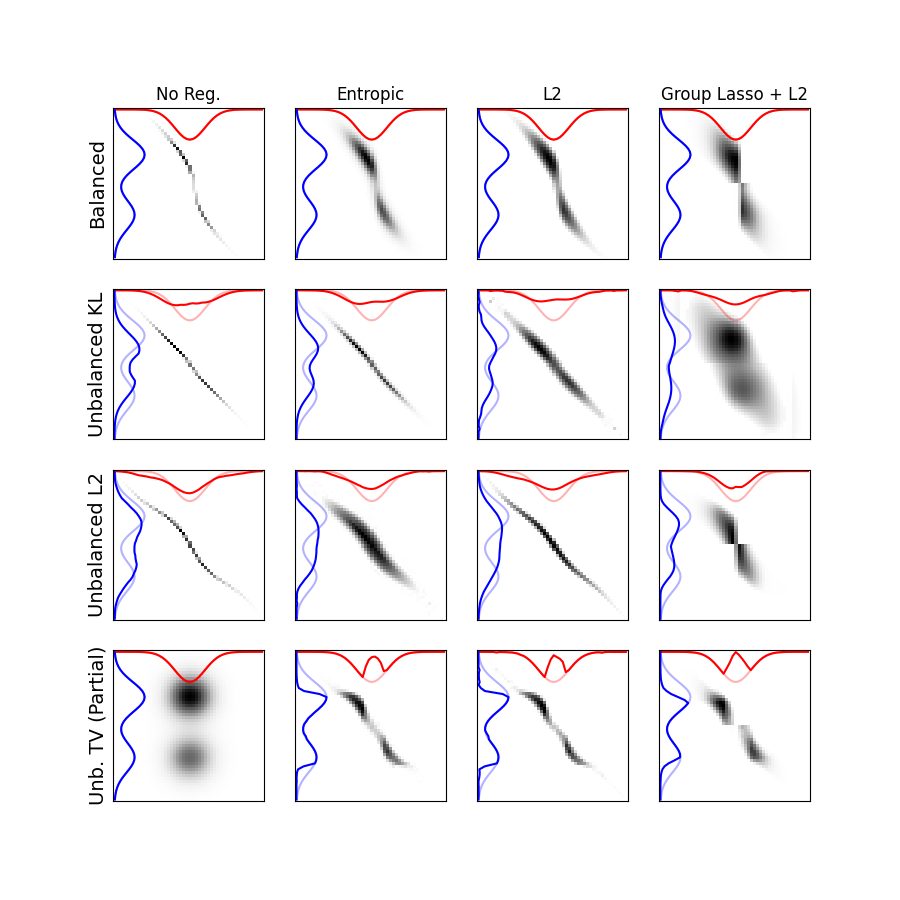 No Reg.
Entropic
L2
Group Lasso + L2
Balanced
Unbalanced KL
Unbalanced L2
Unb. TV (Partial)